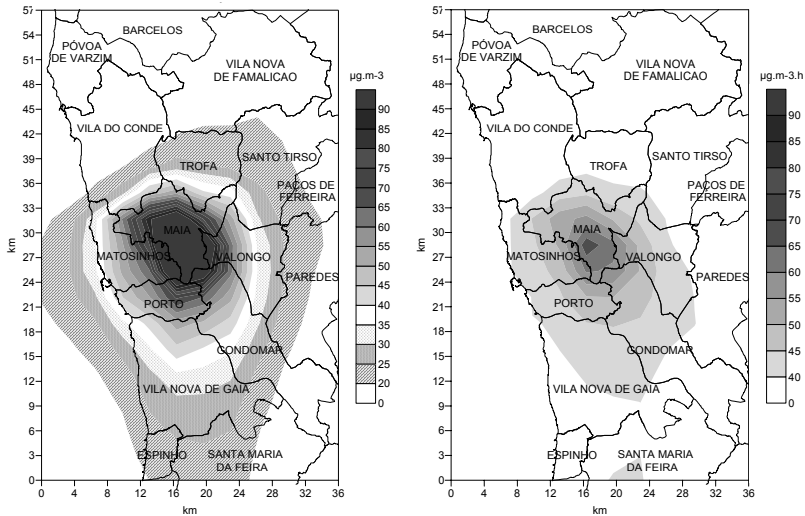 57
54
51
48
45
42
39
36
33
30
27
24
21
18
15
12
9
6
3
0
km
0 4 8 12 16 20 24 28 32 36
km
BARCELOS
PÓVOA
DE VARZIM
VILA NOVA
DE FAMALICAO
VILA DO CONDE
SANTO TIRSO
TROFA
PAÇOS DE
FERREIRA
MAIA
MATOSINHOS
VALONGO
PAREDES
PORTO
GONDOMAR
VILA NOVA DE GAIA
ESPINHO
SANTA MARIA
DA FEIRA
µg.m-3
90
85
80
75
70
65
60
55
50
45
40
35
30
20
0
57
54
51
48
45
42
39
36
33
30
27
24
21
18
15
12
9
6
3
0
km
0 4 8 12 16 20 24 28 32 36
km
BARCELOS
PÓVOA
DE VARZIM
VILA NOVA
DE FAMALICAO
VILA DO CONDE
SANTO TIRSO
TROFA
PAÇOS DE
FERREIRA
MAIA
MATOSINHOS
VALONGO
PAREDES
PORTO
GONDOMAR
VILA NOVA DE GAIA
ESPINHO
SANTA MARIA
DA FEIRA
µg.m-3.h
90
85
80
75
70
65
60
55
50
45
40
0